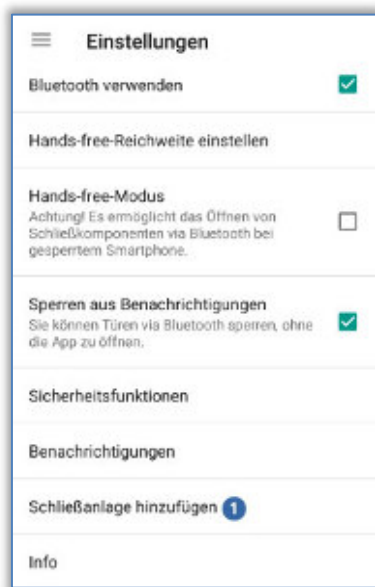 Einstellungen
Bluetooth verwenden
Hands-free-Reichweite einstellen
Hands-free-Modus
Achtung! Es ermöglicht das Öffnen von
Schließkomponenten via Bluetooth bei
gesperrtem Smartphone.
Sperren aus Benachrichtigungen
Sie können Türen via Bluetooth sperren, ohne
die App zu öffnen.
Sicherheitsfunktionen
Benachrichtigungen
Schließanlage hinzufügen 1
Info